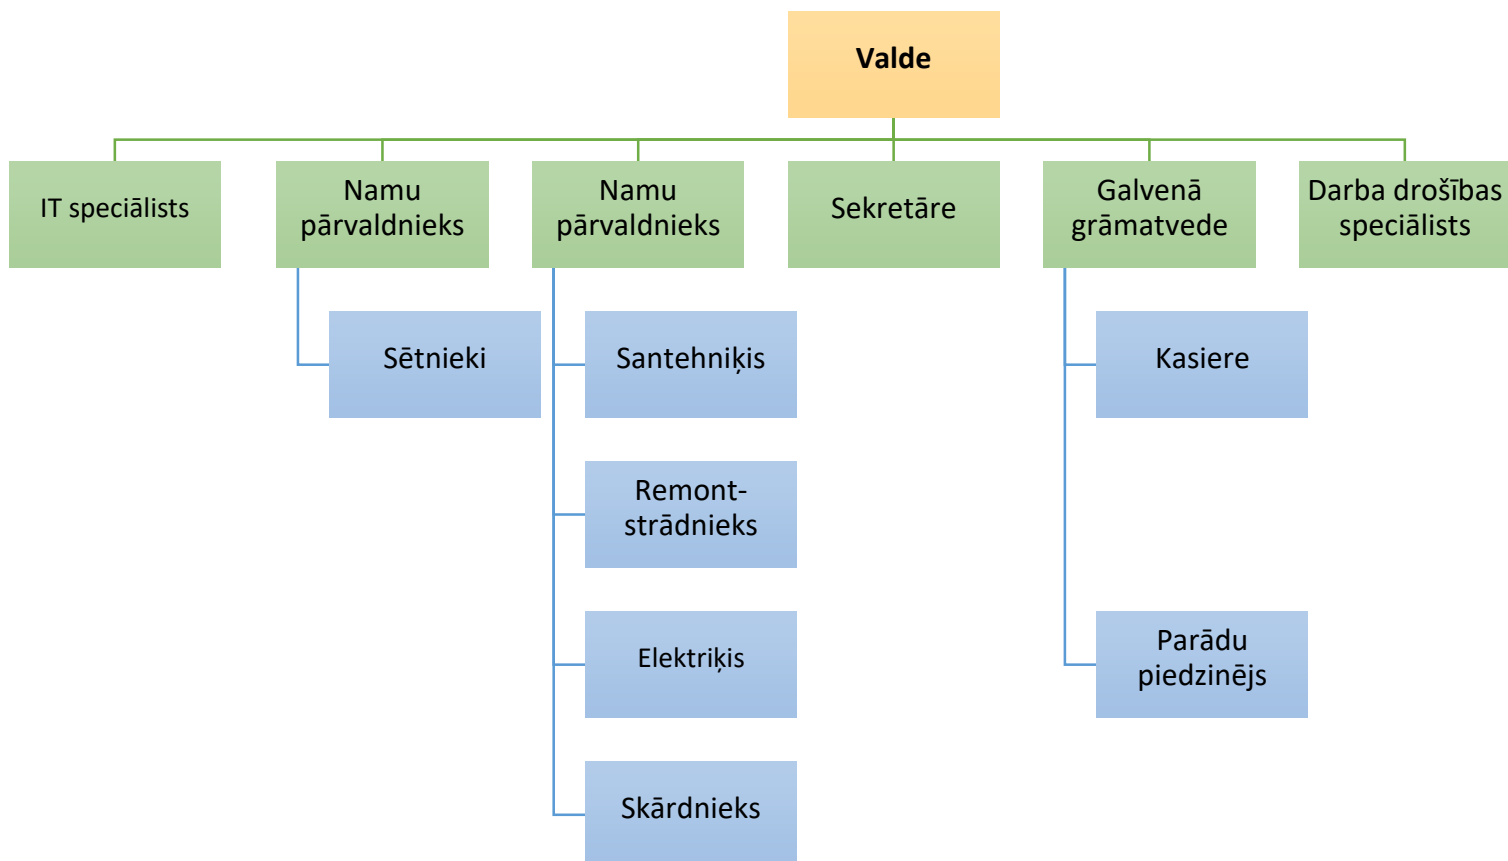 Valde
IT speciālists
Namu
pārvaldnieks
Namu
pārvaldnieks
Sekretāre
Galvenā
grāmatvede
Darba drošības
speciālists
Sētnieki
Santehniķis
Kasiere
Remont-
strādnieks
Elektriķis
Parādu
piedzinējs
Skārdnieks